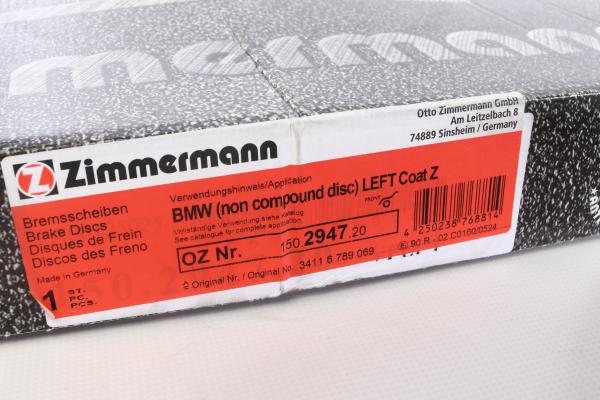 mermann
Zimmermann
Otto Zimmermann GmbH
Am Leitzelbach 8
74889 Sinsheim / Germany
Z Zimmermann
Bremsscheiben
Brake Discs
Disques de Frein
Discos des Freno
Made in Germany
1 ST.
PC.
PCS.
Verwendungshinweis/Application
BMW (non compound disc) LEFT Coat Z
Vollständige Verwendung siehe Katalog
See catalogue for complete application
FRONT
OZ Nr. 150.2947.20
4 250238 768814
Original Nr. / Original No. 3411 6 789 069
90 R - 02 C0160/0524